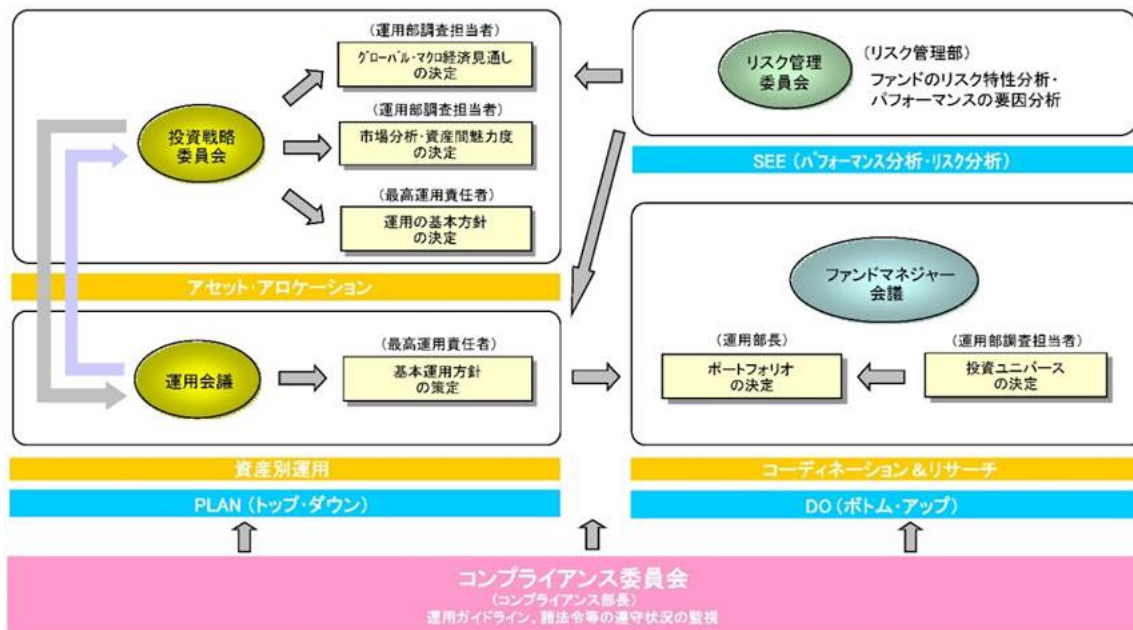 (運用部調査担当者)
グローバル・マクロ経済見通し
の決定
(運用部調査担当者)
市場分析・資産間魅力度
の決定
投資戦略
委員会
(最高運用責任者)
運用の基本方針
の決定
アセット・アロケーション
(最高運用責任者)
運用会議
基本運用方針
の策定
資産別運用
PLAN (トップ・ダウン)
リスク管理
委員会
(リスク管理部)
ファンドのリスク特性分析・
パフォーマンスの要因分析
SEE (パフォーマンス分析・リスク分析)
ファンドマネジャー
会議
(運用部長)
ポートフォリオ
の決定
(運用部調査担当者)
投資ユニバース
の決定
コーディネーション&リサーチ
DO (ボトム・アップ)
コンプライアンス委員会
(コンプライアンス部長)
運用ガイドライン、諸法令等の遵守状況の監視